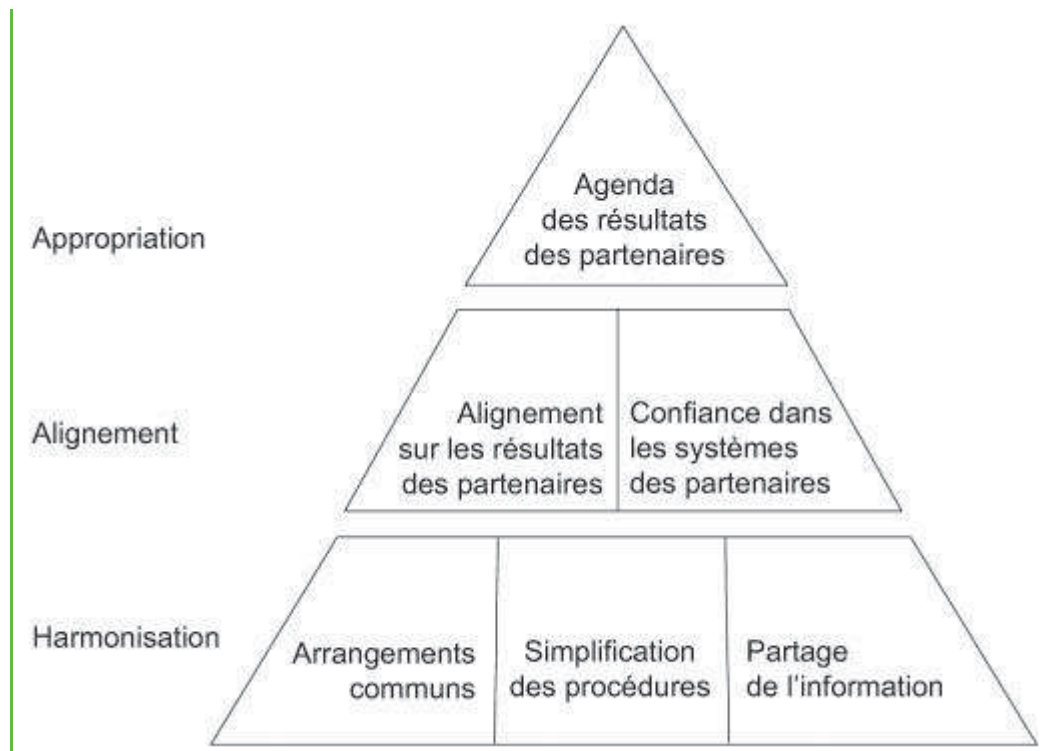 Agenda
des résultats
des partenaires
Appropriation
Alignement
sur les résultats
des partenaires
Confiance dans
les systèmes
des partenaires
Alignement
Harmonisation
Arrangements
communs
Simplification
des procédures
Partage
de l'information